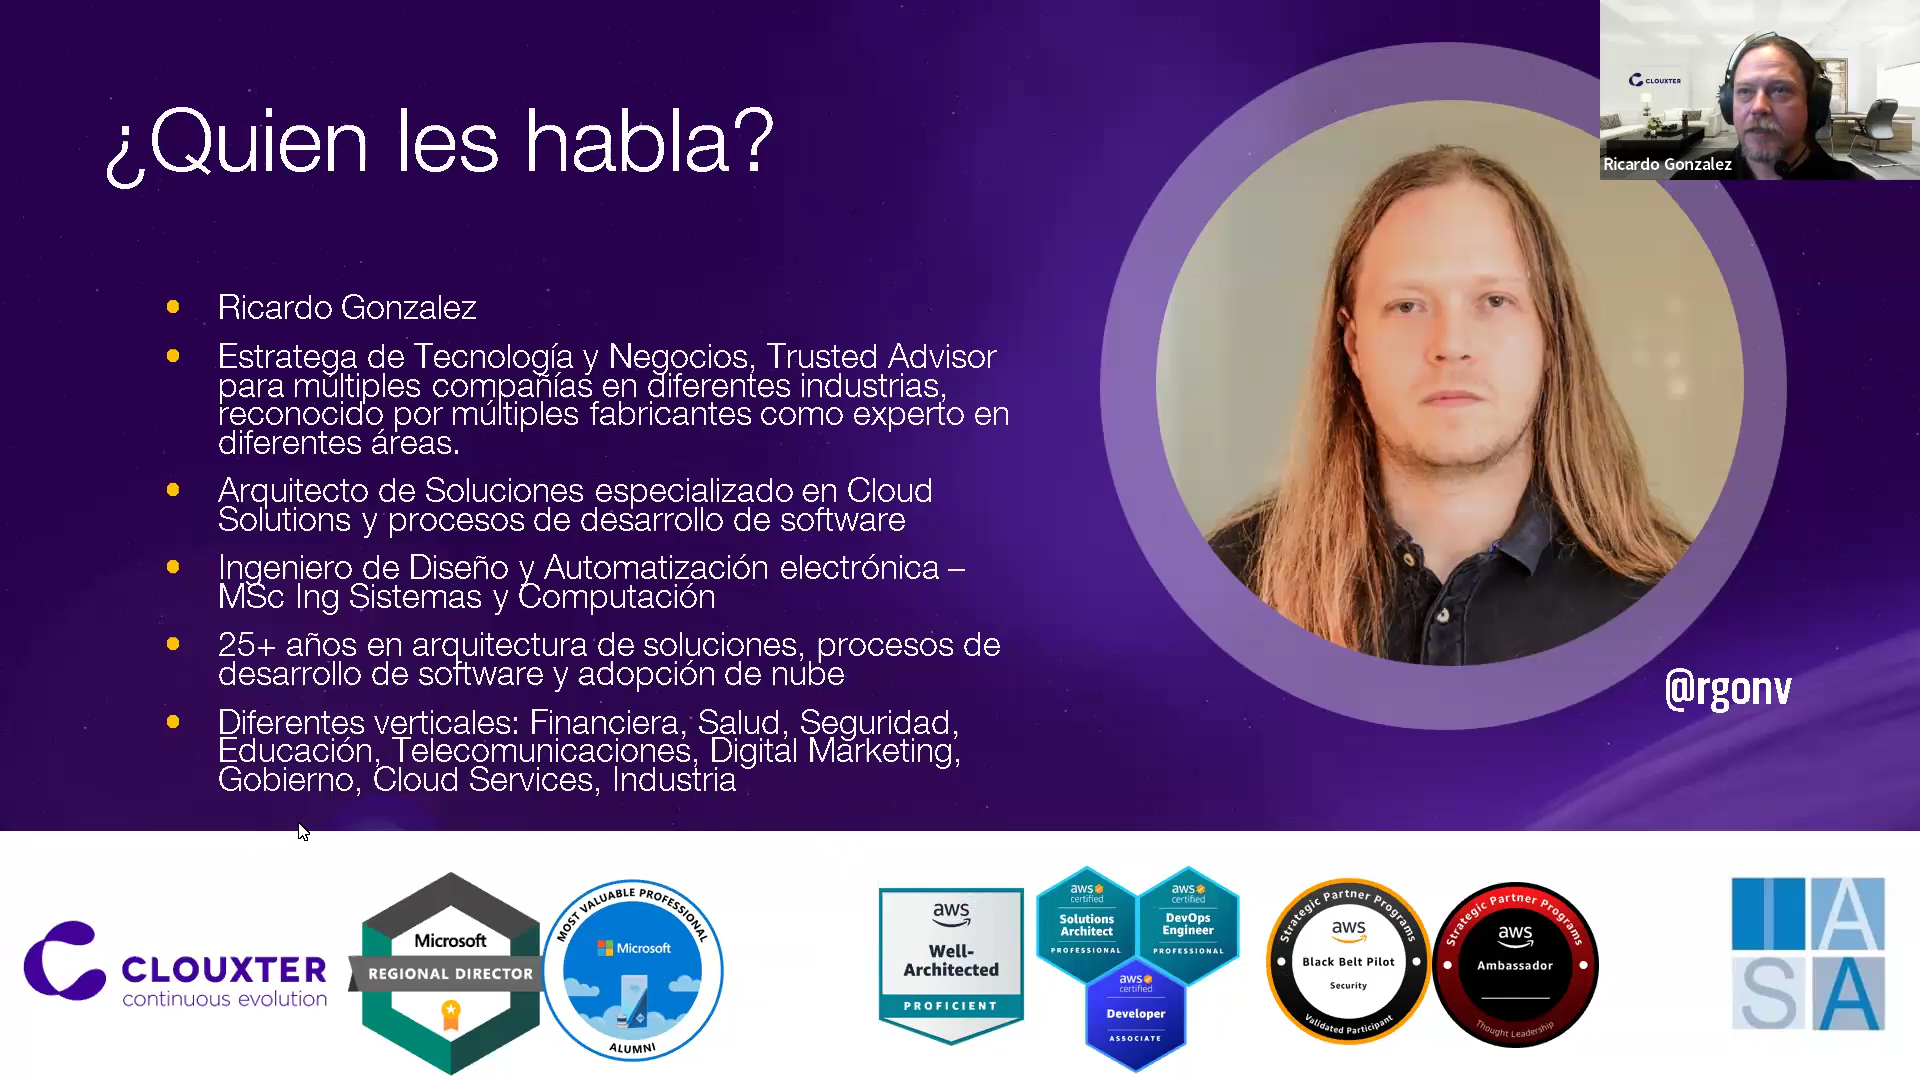 ¿Quien les habla?
CLOUXTER
Ricardo Gonzalez
Ricardo Gonzalez
Estratega de Tecnología y Negocios, Trusted Advisor
para múltiples compañías en diferentes industrias,
reconocido por múltiples fabricantes como experto en
diferentes áreas.
Arquitecto de Soluciones especializado en Cloud
Solutions y procesos de desarrollo de software
Ingeniero de Diseño y Automatización electrónica –
MSc Ing Sistemas y Computación
25+ años en arquitectura de soluciones, procesos de
desarrollo de software y adopción de nube
Diferentes verticales: Financiera, Salud, Seguridad,
Educación, Telecomunicaciones, Digital Marketing,
Gobierno, Cloud Services, Industria
@rgonv
CLOUXTER
continuous evolution
Microsoft
REGIONAL DIRECTOR
MOST VALUABLE PROFESSIONAL
Microsoft
ALUMNI
aws
Well-
Architected
PROFICIENT
aws
certified
Solutions
Architect
PROFESSIONAL
aws
certified
DevOps
Engineer
PROFESSIONAL
aws
certified
Developer
ASSOCIATE
Strategic Partner Programs
aws
Black Belt Pilot
Security
Validated Participant
Strategic Partner Programs
aws
Ambassador
Thought Leadership
IA
SA